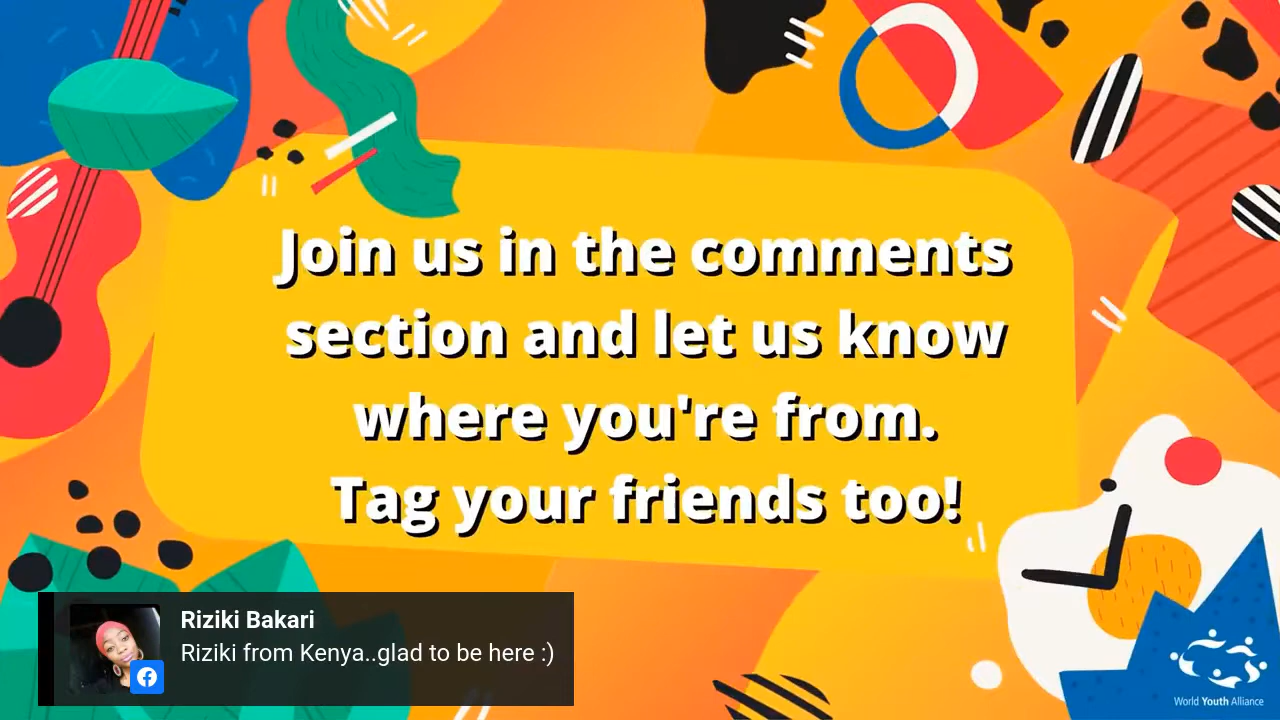 Join us in the comments
section and let us know
where you're from.
Tag your friends too!
Riziki Bakari
Riziki from Kenya..glad to be here :)
World Youth Alliance